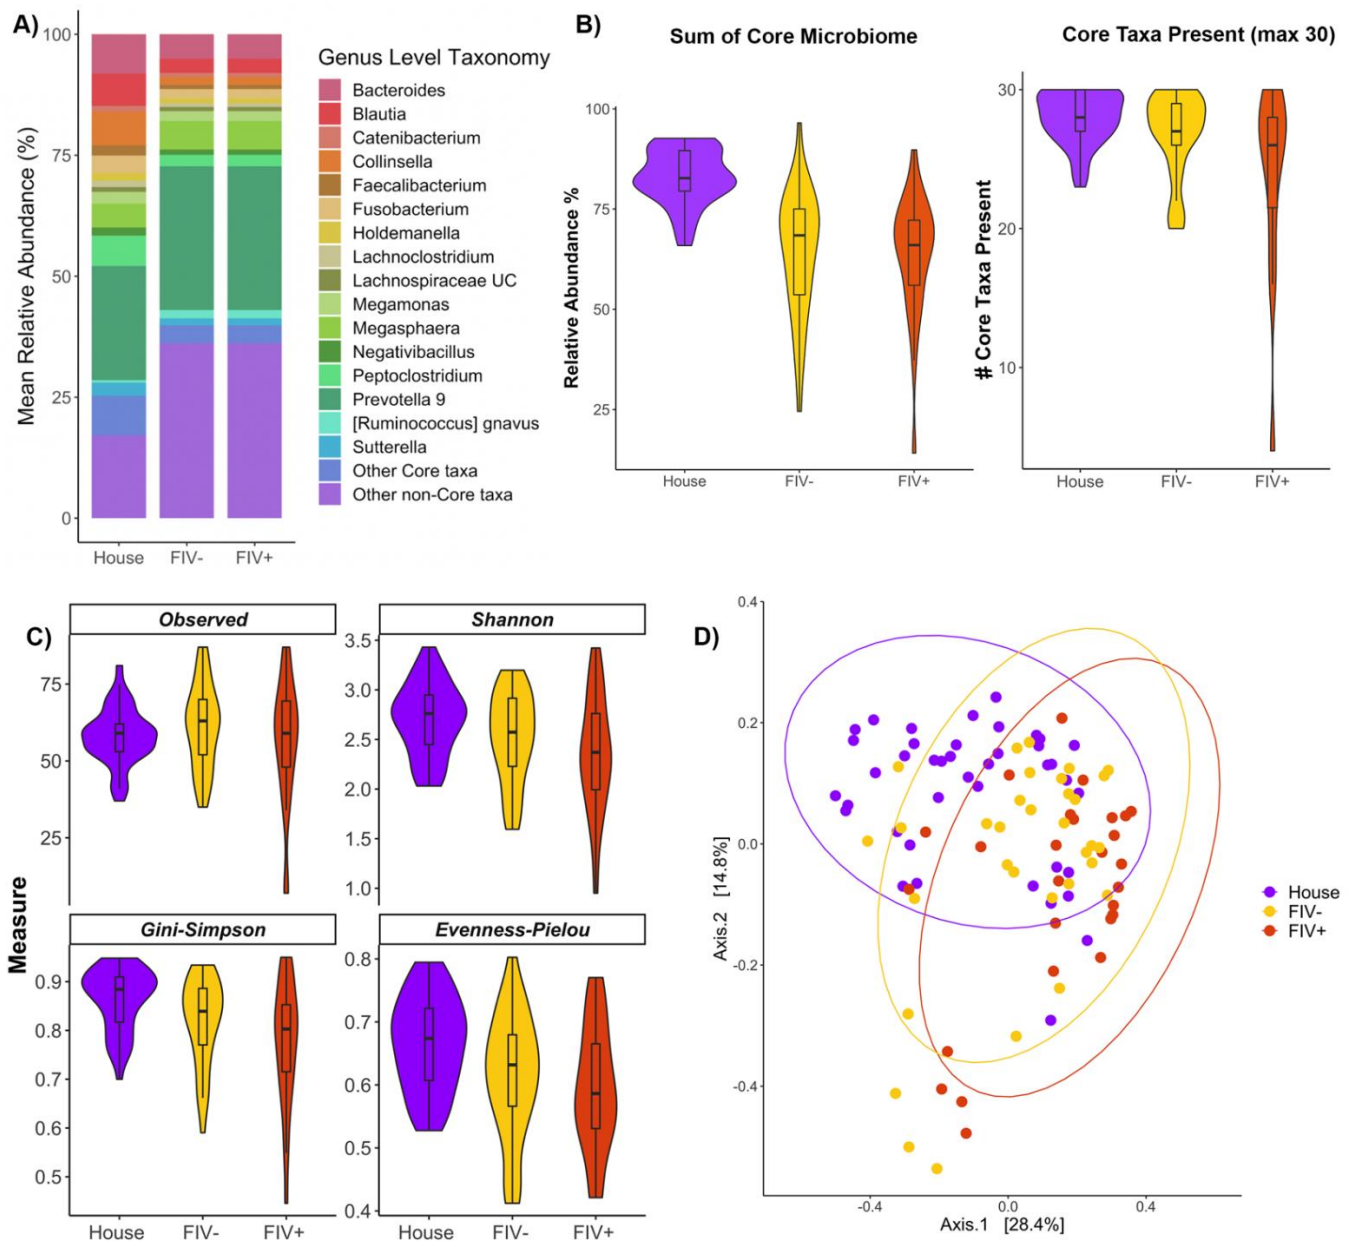 A)
Mean Relative Abundance (%)
100
75
50
25
0
House FIV- FIV+
Genus Level Taxonomy
Bacteroides
Blautia
Catenibacterium
Collinsella
Faecalibacterium
Fusobacterium
Holdemanella
Lachnoclostridium
Lachnospiraceae UC
Megamonas
Megasphaera
Negativibacillus
Peptoclostridium
Prevotella 9
[Ruminococcus] gnavus
Sutterella
Other Core taxa
Other non-Core taxa
B)
Sum of Core Microbiome
Relative Abundance %
100
75
50
25
House FIV- FIV+
Core Taxa Present (max 30)
# Core Taxa Present
30
20
10
House FIV- FIV+
C)
Measure
Observed
75
50
25
Shannon
3.5
3.0
2.5
2.0
1.5
1.0
Gini-Simpson
0.9
0.8
0.7
0.6
0.5
House FIV- FIV+
Evenness-Pielou
0.8
0.7
0.6
0.5
0.4
House FIV- FIV+
D)
Axis.2 [14.8%]
0.4
0.2
0.0
-0.2
-0.4
-0.4 0.0 0.4
Axis.1 [28.4%]
House
FIV-
FIV+